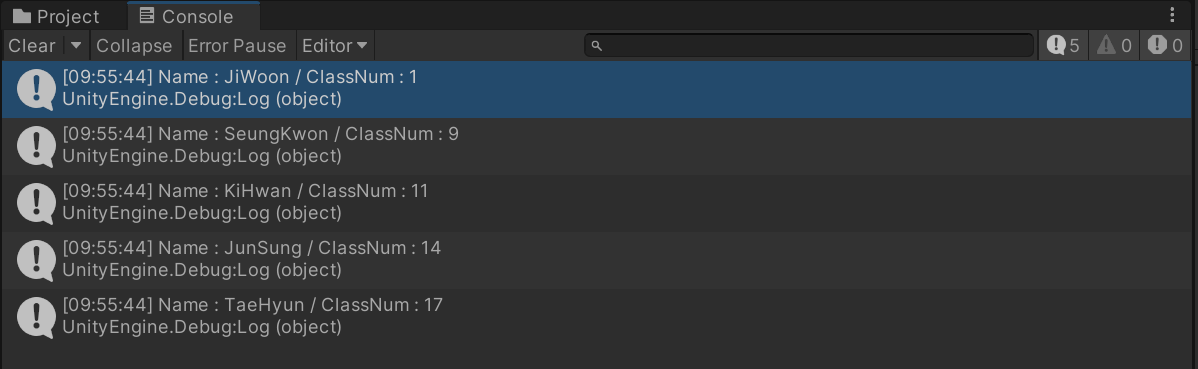 Project Console
Clear Collapse Error Pause Editor 5 0 0
[09:55:44] Name : JiWoon / ClassNum : 1
UnityEngine.Debug:Log (object)
[09:55:44] Name : SeungKwon / ClassNum : 9
UnityEngine.Debug:Log (object)
[09:55:44] Name : KiHwan / ClassNum : 11
UnityEngine.Debug:Log (object)
[09:55:44] Name : JunSung / ClassNum : 14
UnityEngine.Debug:Log (object)
[09:55:44] Name : TaeHyun / ClassNum : 17
UnityEngine.Debug:Log (object)